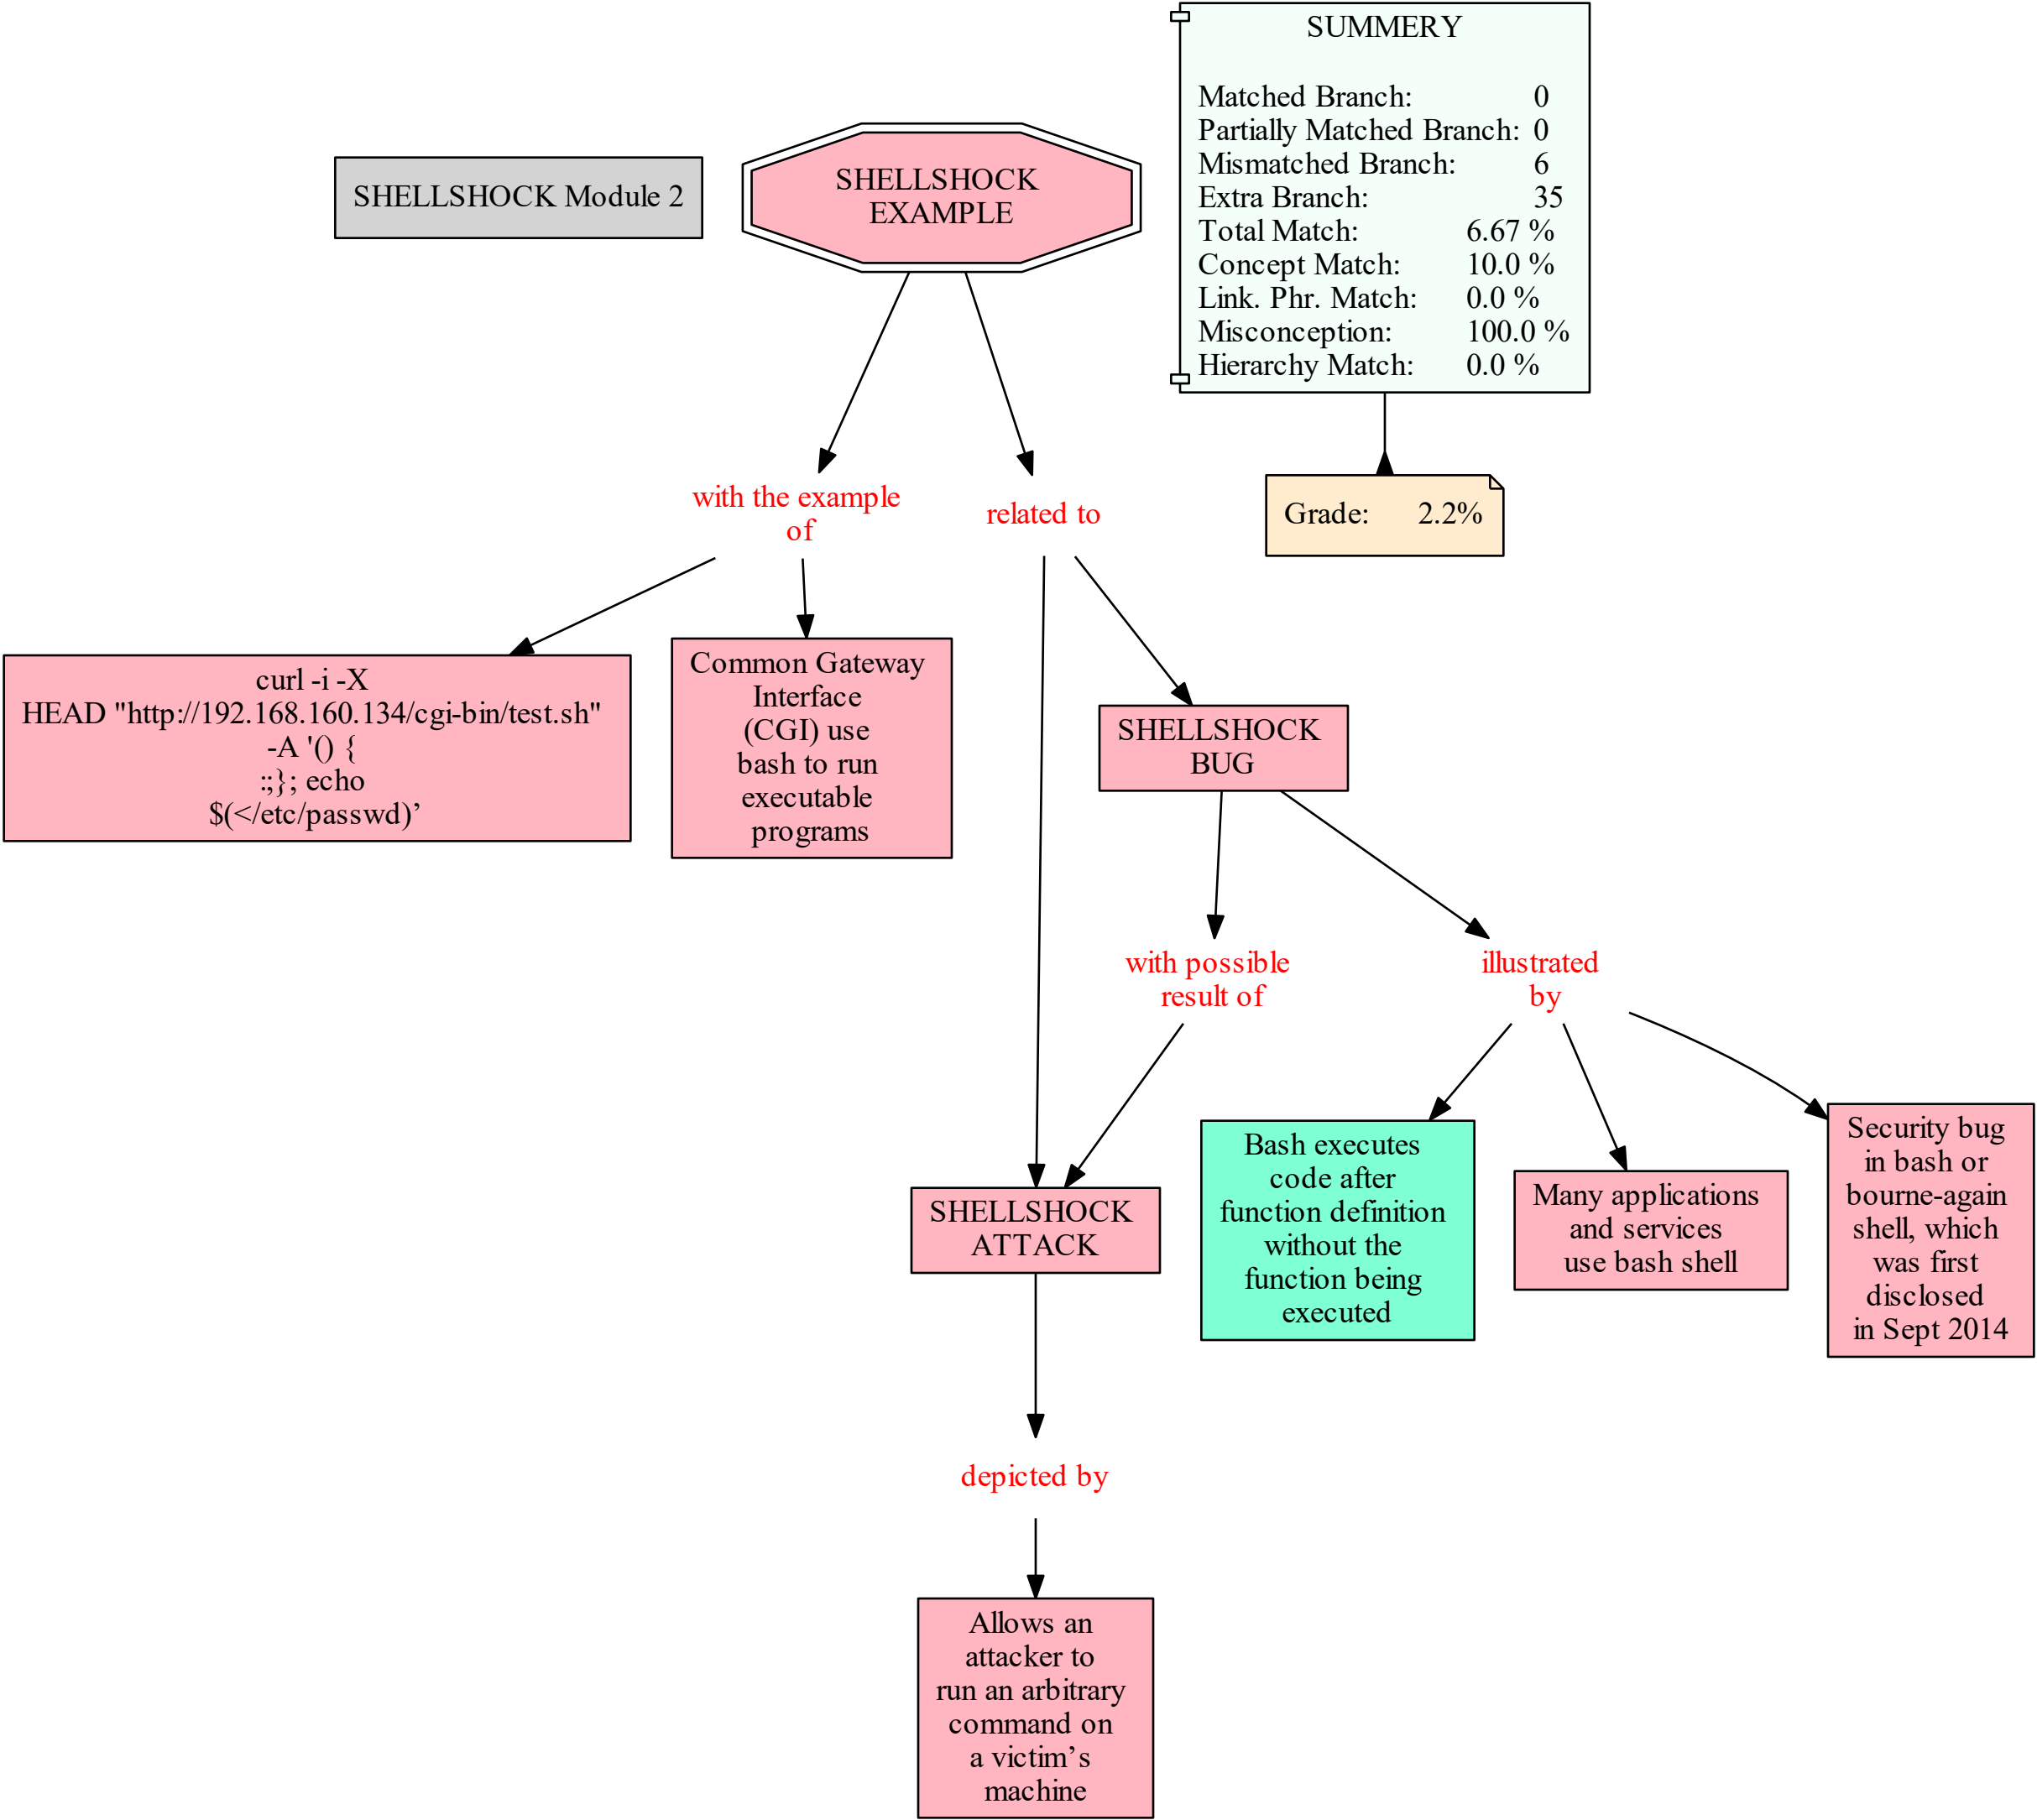 SUMMERY
Matched Branch: 0
Partially Matched Branch: 0
Mismatched Branch: 6
Extra Branch: 35
Total Match: 6.67 %
Concept Match: 10.0 %
Link. Phr. Match: 0.0 %
Misconception: 100.0 %
Hierarchy Match: 0.0 %
Grade: 2.2%
SHELLSHOCK Module 2
SHELLSHOCK
EXAMPLE
with the example
of
related to
curl -i -X
HEAD "http://192.168.160.134/cgi-bin/test.sh"
-A '() {
:;}; echo
$(</etc/passwd)’
Common Gateway
Interface
(CGI) use
bash to run
executable
programs
SHELLSHOCK
BUG
with possible
result of
illustrated
by
SHELLSHOCK
ATTACK
Bash executes
code after
function definition
without the
function being
executed
Many applications
and services
use bash shell
Security bug
in bash or
bourne-again
shell, which
was first
disclosed
in Sept 2014
depicted by
Allows an
attacker to
run an arbitrary
command on
a victim’s
machine